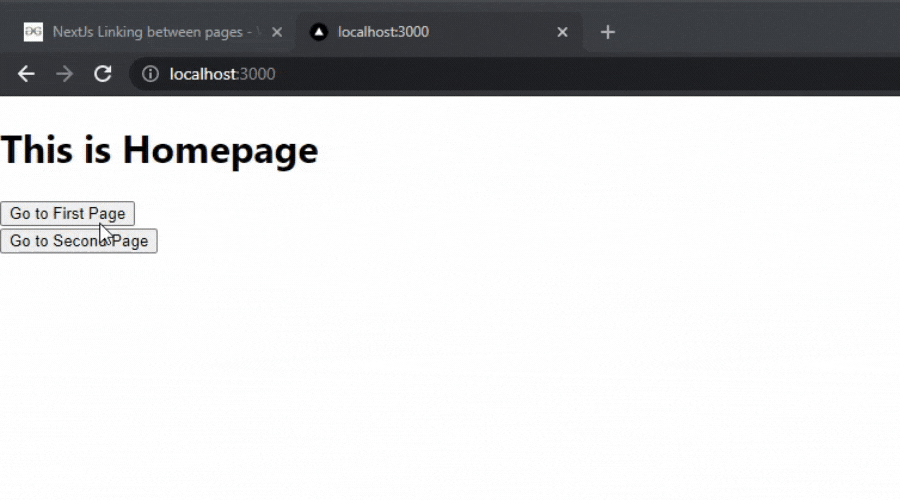 NextJs Linking between pages -
localhost:3000
localhost:3000
This is Homepage
Go to First Page
Go to Second Page